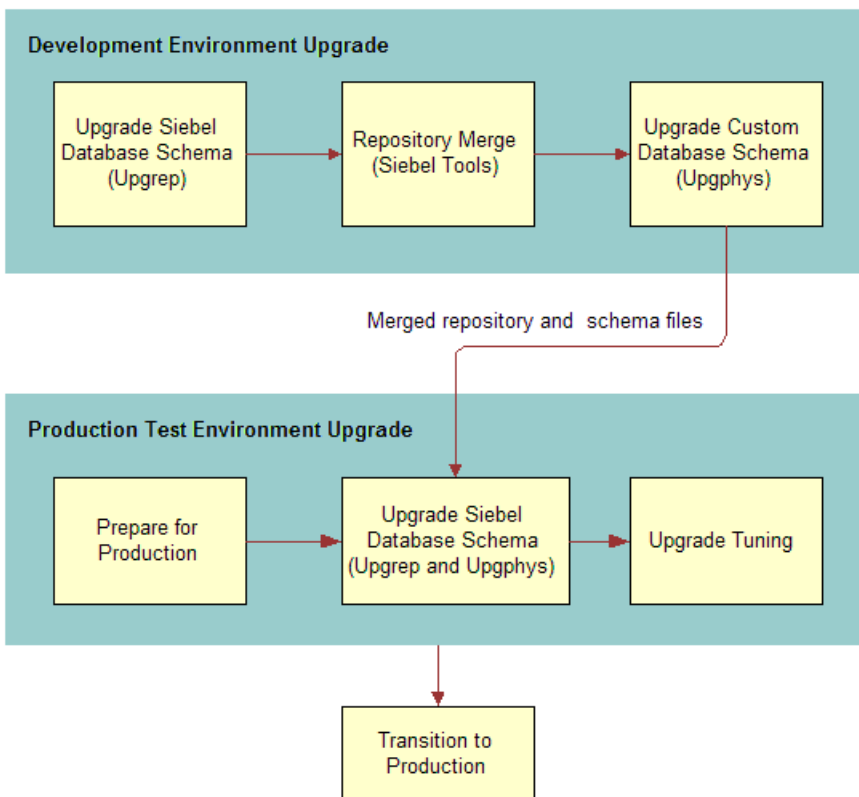 Development Environment Upgrade
Upgrade Siebel
Database Schema
(Upgrep)
Repository Merge
(Siebel Tools)
Upgrade Custom
Database Schema
(Upgphys)
Merged repository and schema files
Production Test Environment Upgrade
Prepare for
Production
Upgrade Siebel
Database Schema
(Upgrep and Upgphys)
Upgrade Tuning
Transition to
Production